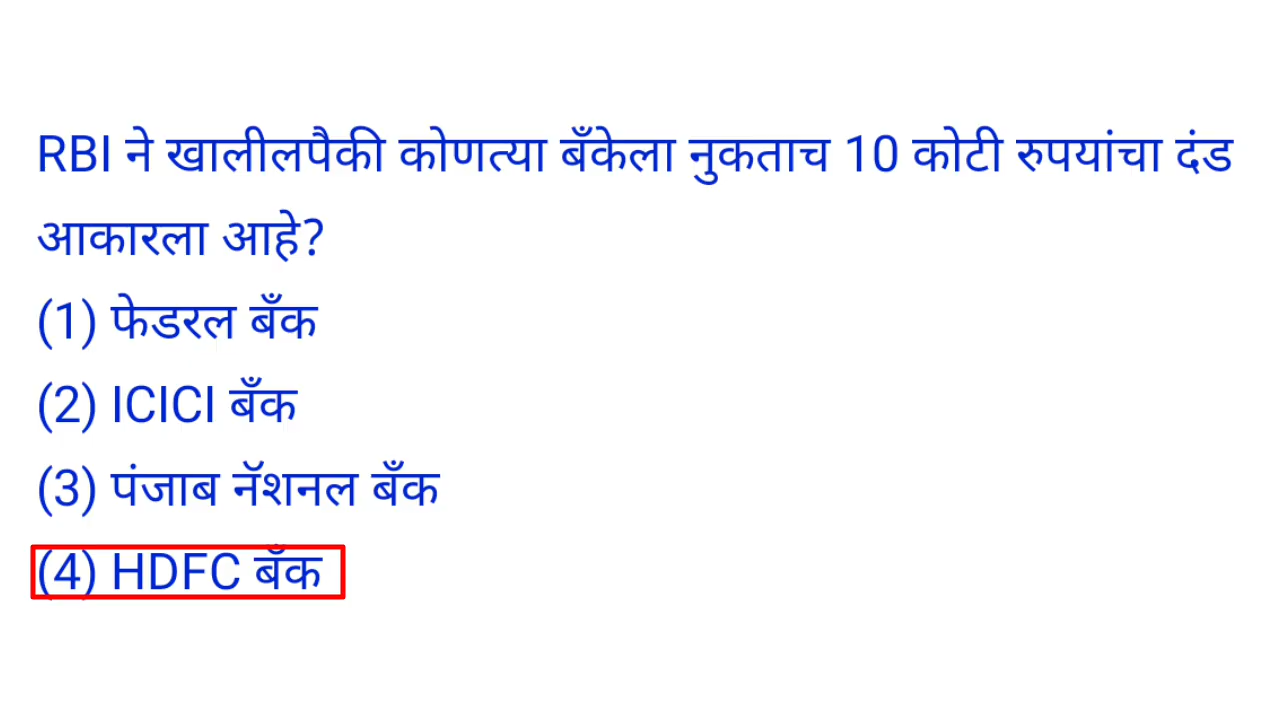 RBI ने खालीलपैकी कोणत्या बँकेला नुकताच 10 कोटी रुपयांचा दंड
आकारला आहे?
(1) फेडरल बँक
(2) ICICI बँक
(3) पंजाब नॅशनल बँक
(4) HDFC बँक